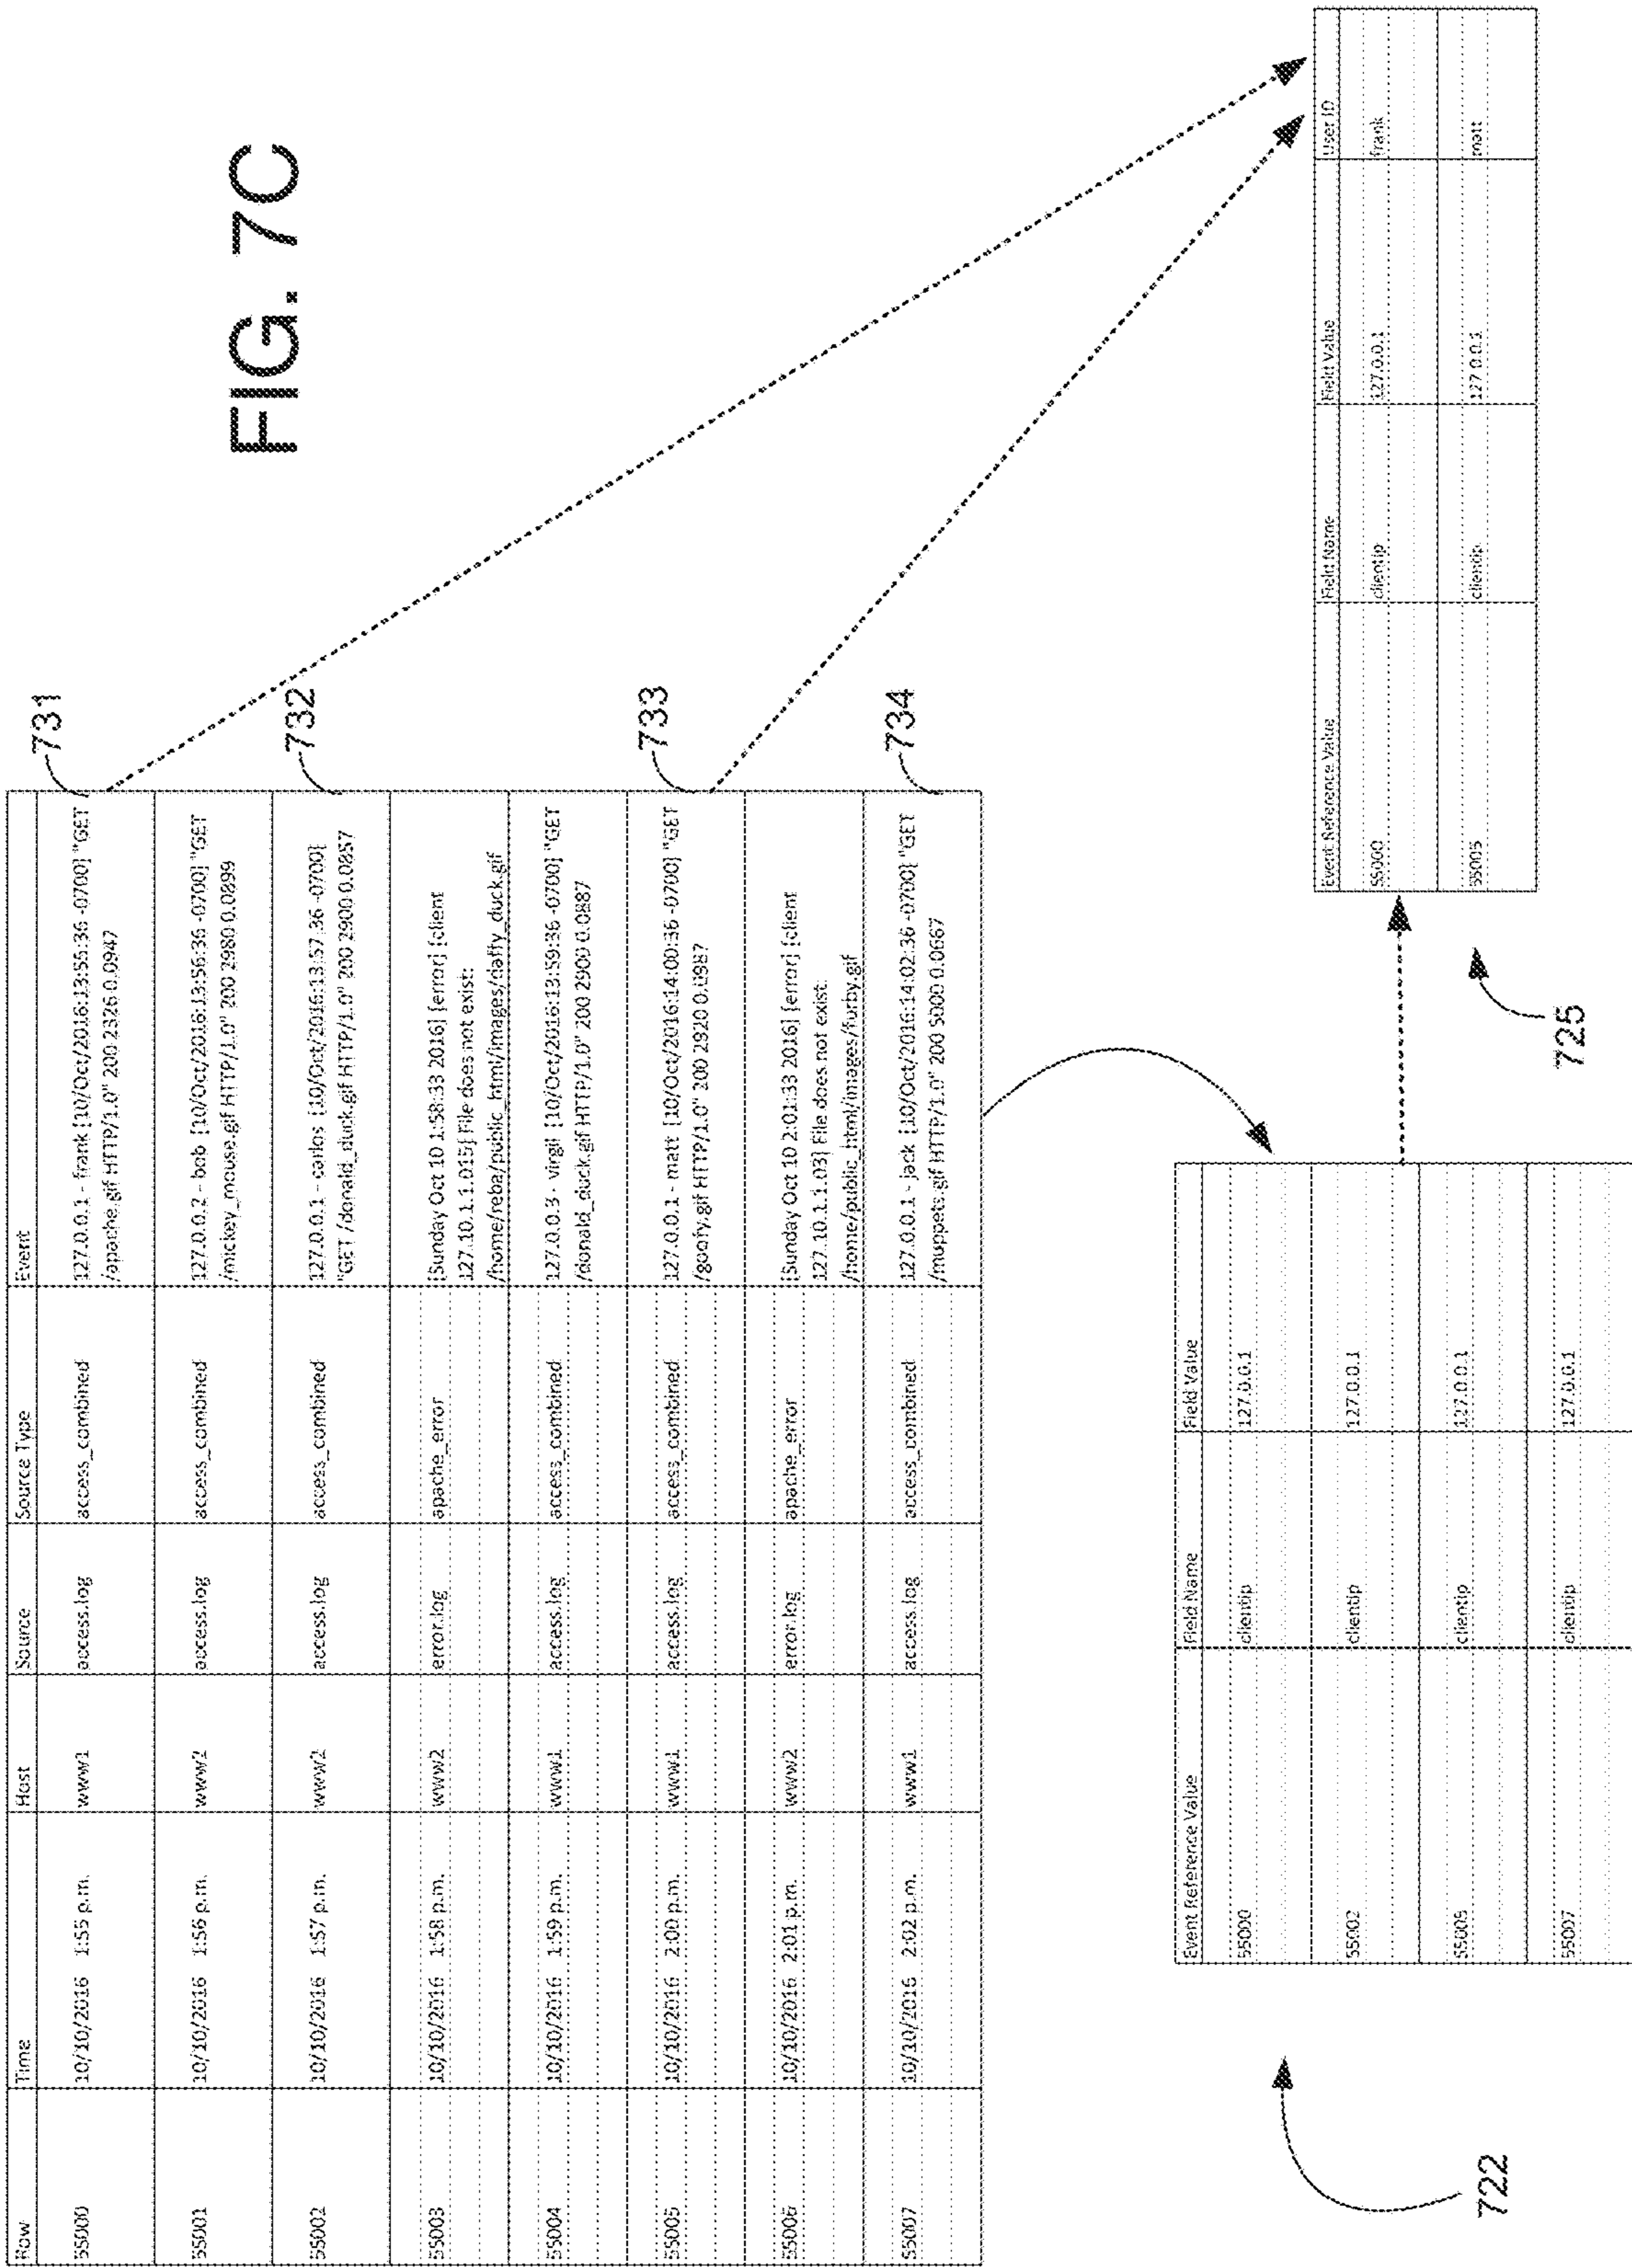 FIG. 7C
Row Time Host Source Source Type Event
55000 10/10/2016 1:55 p.m. www1 access.log access_combined 127.0.0.1 - frank [10/Oct/2016:13:55:36 -0700] "GET
/apache.gif HTTP/1.0" 200 2326 0.0947
731
55001 10/10/2016 1:56 p.m. www2 access.log access_combined 127.0.0.2 - bob [10/Oct/2016:13:56:36 -0700] "GET
/mickey_mouse.gif HTTP/1.0" 200 2980 0.0899
55002 10/10/2016 1:57 p.m. www2 access.log access_combined 127.0.0.1 - carlos [10/Oct/2016:13:57:36 -0700]
"GET /donald_duck.gif HTTP/1.0" 200 2900 0.0857
732
55003 10/10/2016 1:58 p.m. www2 error.log apache_error [Sunday Oct 10 1:58:33 2016] [error] [client
127.10.1.1.015] File does not exist:
/home/reba/public_html/images/daffy_duck.gif
55004 10/10/2016 1:59 p.m. www1 access.log access_combined 127.0.0.3 - virgil [10/Oct/2016:13:59:36 -0700] "GET
/donald_duck.gif HTTP/1.0" 200 2900 0.0887
55005 10/10/2016 2:00 p.m. www1 access.log access_combined 127.0.0.1 - matt [10/Oct/2016:14:00:36 -0700] "GET
/goofy.gif HTTP/1.0" 200 2920 0.0987
733
55006 10/10/2016 2:01 p.m. www2 error.log apache_error [Sunday Oct 10 2:01:33 2016] [error] [client
127.10.1.1.03] File does not exist:
/home/public_html/images/furby.gif
55007 10/10/2016 2:02 p.m. www1 access.log access_combined 127.0.0.1 - jack [10/Oct/2016:14:02:36 -0700] "GET
/muppets.gif HTTP/1.0" 200 5000 0.0667
734
722
Event Reference Value Field Name Field Value
55000 clientip 127.0.0.1
55002 clientip 127.0.0.1
55005 clientip 127.0.0.1
55007 clientip 127.0.0.1
725
Event Reference Value Field Name Field Value User ID
55000 clientip 127.0.0.1 frank
55005 clientip 127.0.0.1 matt